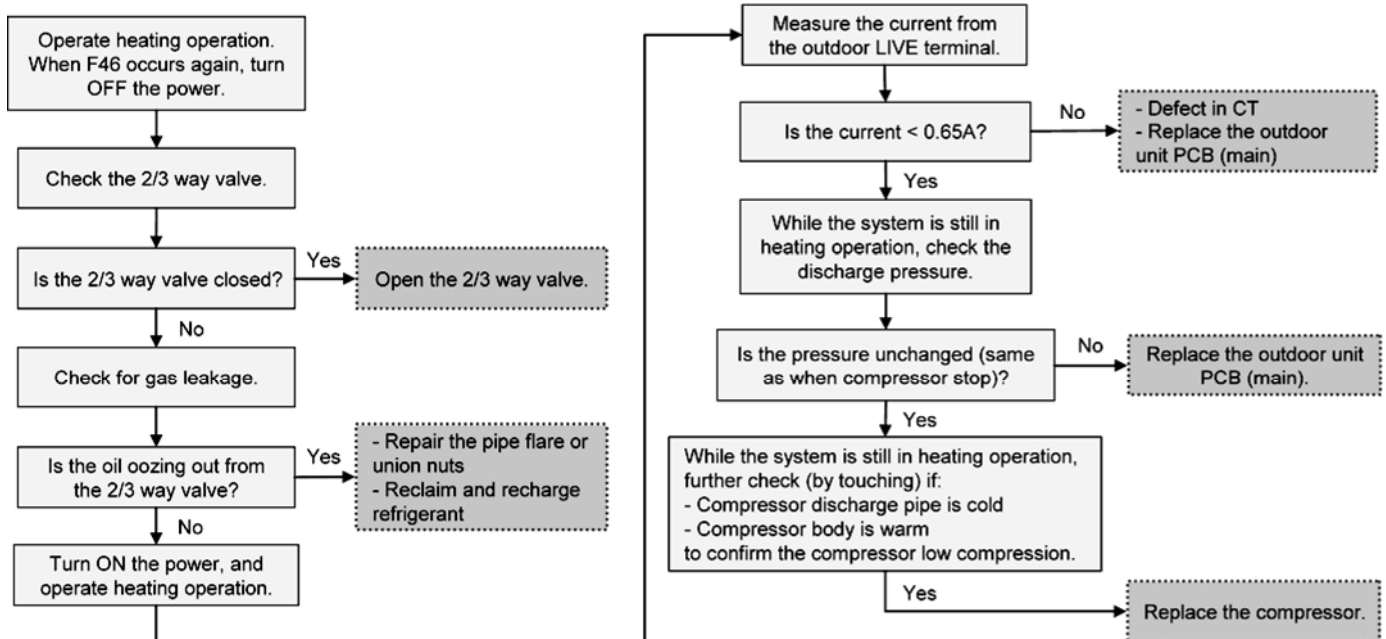 Operate heating operation.
When F46 occurs again, turn
OFF the power.
Check the 2/3 way valve.
Is the 2/3 way valve closed?
Yes
Open the 2/3 way valve.
No
Check for gas leakage.
Is the oil oozing out from
the 2/3 way valve?
Yes
- Repair the pipe flare or
union nuts
- Reclaim and recharge
refrigerant
No
Turn ON the power, and
operate heating operation.
Measure the current from
the outdoor LIVE terminal.
Is the current < 0.65A?
No
- Defect in CT
- Replace the outdoor
unit PCB (main)
Yes
While the system is still in
heating operation, check the
discharge pressure.
Is the pressure unchanged (same
as when compressor stop)?
No
Replace the outdoor unit
PCB (main).
Yes
While the system is still in heating operation,
further check (by touching) if:
- Compressor discharge pipe is cold
- Compressor body is warm
to confirm the compressor low compression.
Yes
Replace the compressor.